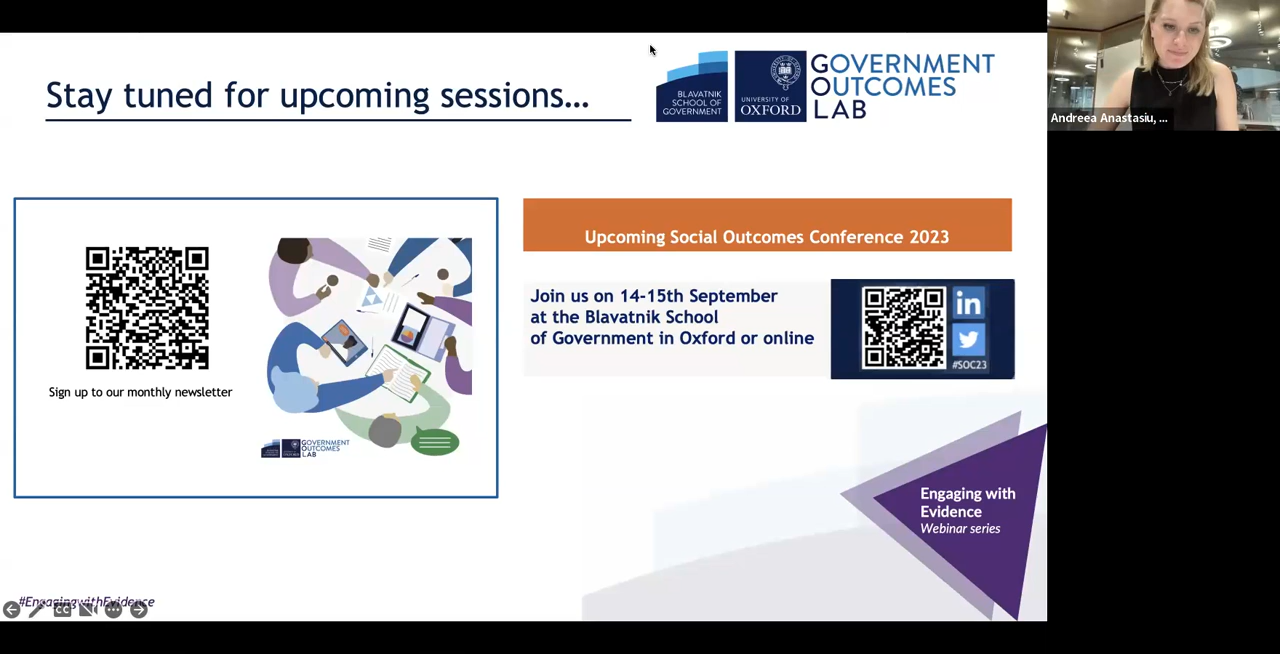 Stay tuned for upcoming sessions...
BLAVATNIK
SCHOOL OF
GOVERNMENT
UNIVERSITY OF
OXFORD
GOVERNMENT
OUTCOMES
LAB
Andreea Anastasiu, ...
Sign up to our monthly newsletter
GOVERNMENT
OUTCOMES
LAB
Upcoming Social Outcomes Conference 2023
Join us on 14-15th September
at the Blavatnik School
of Government in Oxford or online
in
#SOC23
Engaging with
Evidence
Webinar series
#EngagingwithEvidence
CC